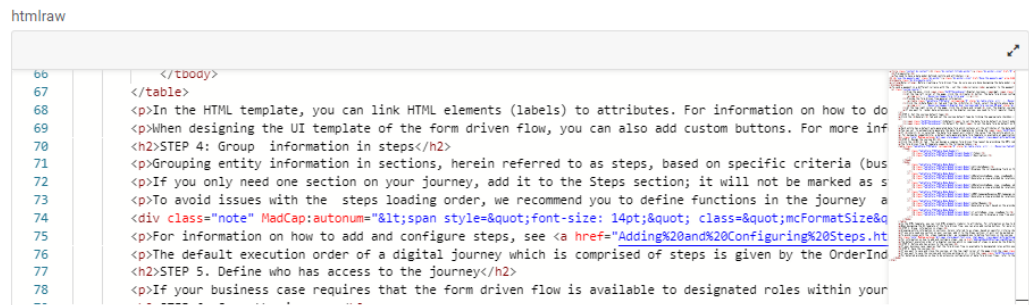 htmlraw
66 </tbody>
67 </table>
68 <p>In the HTML template, you can link HTML elements (labels) to attributes. For information on how to do
69 <p>When designing the UI template of the form driven flow, you can also add custom buttons. For more inf
70 <h2>STEP 4: Group  information in steps</h2>
71 <p>Grouping entity information in sections, herein referred to as steps, based on specific criteria (bus
72 <p>If you only need one section on your journey, add it to the Steps section; it will not be marked as s
73 <p>To avoid issues with the  steps loading order, we recommend you to define functions in the journey  a
74 <div class="note" MadCap:autonum="&lt;span style=&quot;font-size: 14pt;&quot; class=&quot;mcFormatSize&q
75 <p>For information on how to add and configure steps, see <a href="Adding%20and%20Configuring%20Steps.ht
76 <p>The default execution order of a digital journey which is comprised of steps is given by the OrderInd
77 <h2>STEP 5. Define who has access to the journey</h2>
78 <p>If your business case requires that the form driven flow is available to designated roles within your